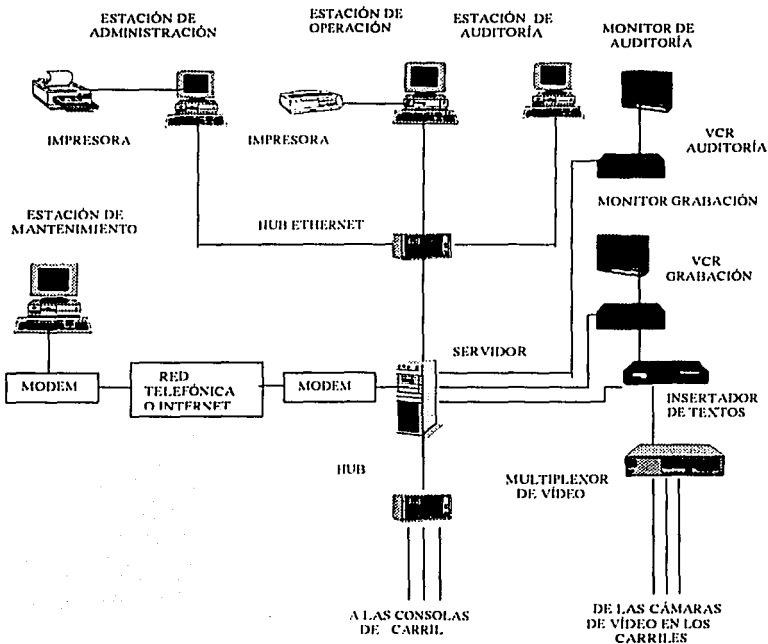 ESTACIÓN DE
ADMINISTRACIÓN
ESTACIÓN DE
OPERACIÓN
ESTACIÓN DE
AUDITORÍA
MONITOR DE
AUDITORÍA
IMPRESORA
IMPRESORA
VCR
AUDITORÍA
MONITOR GRABACIÓN
ESTACIÓN DE
MANTENIMIENTO
HUB ETHERNET
VCR
GRABACIÓN
SERVIDOR
MODEM
RED
TELEFÓNICA
O INTERNET
MODEM
INSERTADOR
DE TEXTOS
HUB
MULTIPLEXOR
DE VÍDEO
A LAS CONSOLAS
DE CARRIL
DE LAS CÁMARAS
DE VÍDEO EN LOS
CARRILES